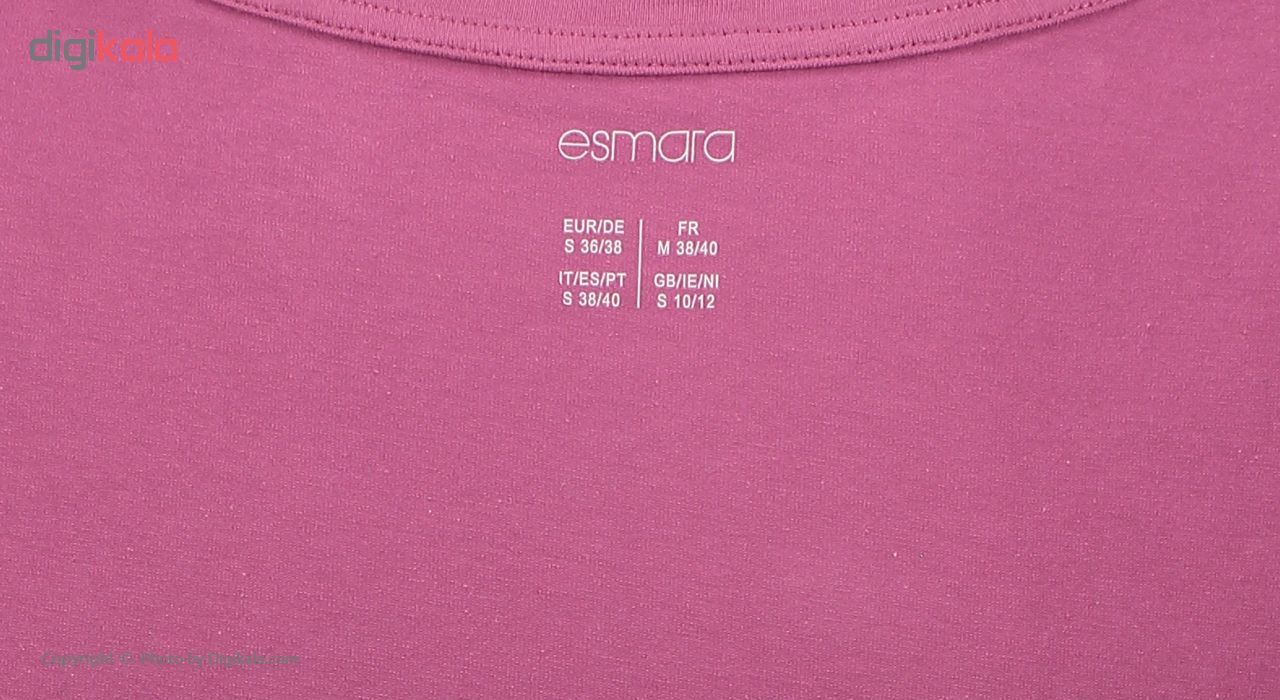 digikala
esmara
EUR/DE
S 36/38
FR
M 38/40
IT/ES/PT
S 38/40
GB/IE/NI
S 10/12
Copyright © Photo by Digikala.com